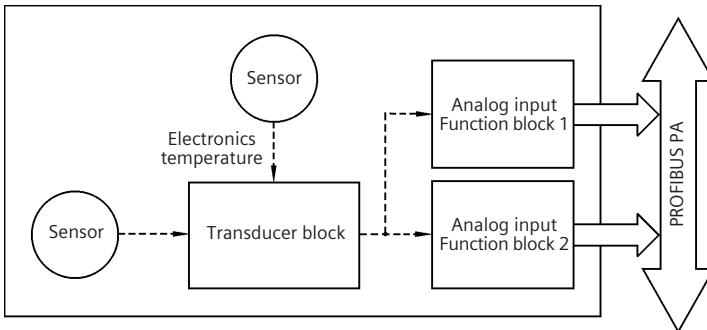 Sensor
Electronics
temperature
Sensor
Transducer block
Analog input
Function block 1
Analog input
Function block 2
PROFIBUS PA